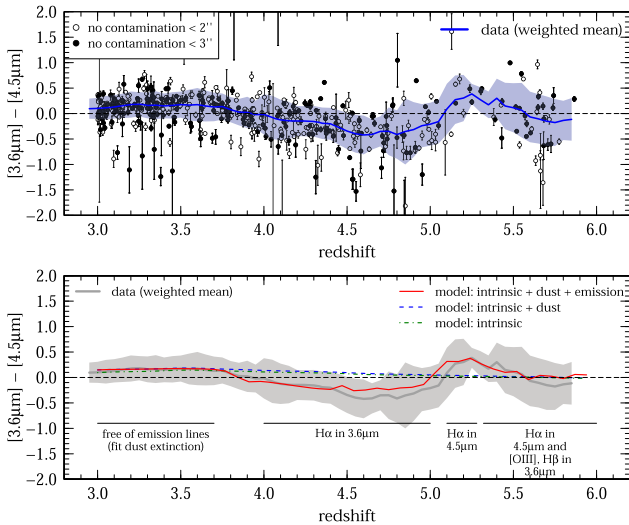 no contamination < 2''
no contamination < 3''
data (weighted mean)
[3.6μm] − [4.5μm]
2.0
1.5
1.0
0.5
0.0
-0.5
-1.0
-1.5
-2.0
3.0 3.5 4.0 4.5 5.0 5.5 6.0
redshift
data (weighted mean)
model: intrinsic + dust + emission
model: intrinsic + dust
model: intrinsic
[3.6μm] − [4.5μm]
2.0
1.5
1.0
0.5
0.0
-0.5
-1.0
-1.5
-2.0
free of emission lines
(fit dust extinction)
Hα in 3.6μm
Hα in
4.5μm
Hα in
4.5μm and
[OIII], Hβ in
3.6μm
3.0 3.5 4.0 4.5 5.0 5.5 6.0
redshift